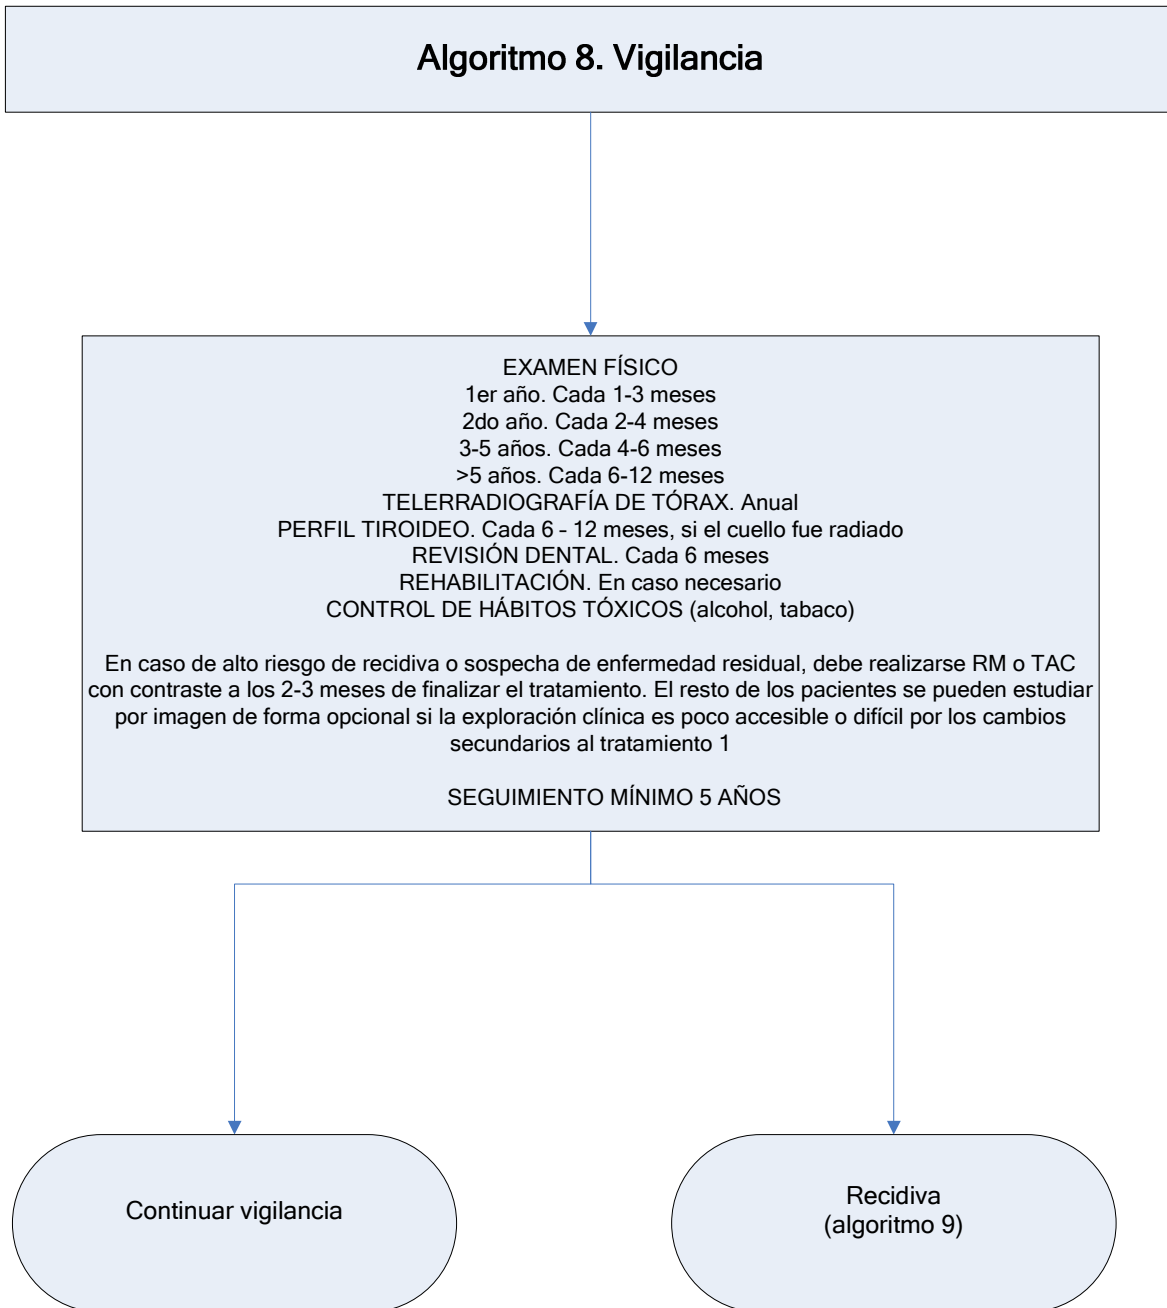 Algoritmo 8. Vigilancia
EXAMEN FÍSICO
1er año. Cada 1-3 meses
2do año. Cada 2-4 meses
3-5 años. Cada 4-6 meses
>5 años. Cada 6-12 meses
TELERRADIOGRAFÍA DE TÓRAX. Anual
PERFIL TIROIDEO. Cada 6 – 12 meses, si el cuello fue radiado
REVISIÓN DENTAL. Cada 6 meses
REHABILITACIÓN. En caso necesario
CONTROL DE HÁBITOS TÓXICOS (alcohol, tabaco)
En caso de alto riesgo de recidiva o sospecha de enfermedad residual, debe realizarse RM o TAC
con contraste a los 2-3 meses de finalizar el tratamiento. El resto de los pacientes se pueden estudiar
por imagen de forma opcional si la exploración clínica es poco accesible o difícil por los cambios
secundarios al tratamiento 1
SEGUIMIENTO MÍNIMO 5 AÑOS
Continuar vigilancia
Recidiva
(algoritmo 9)